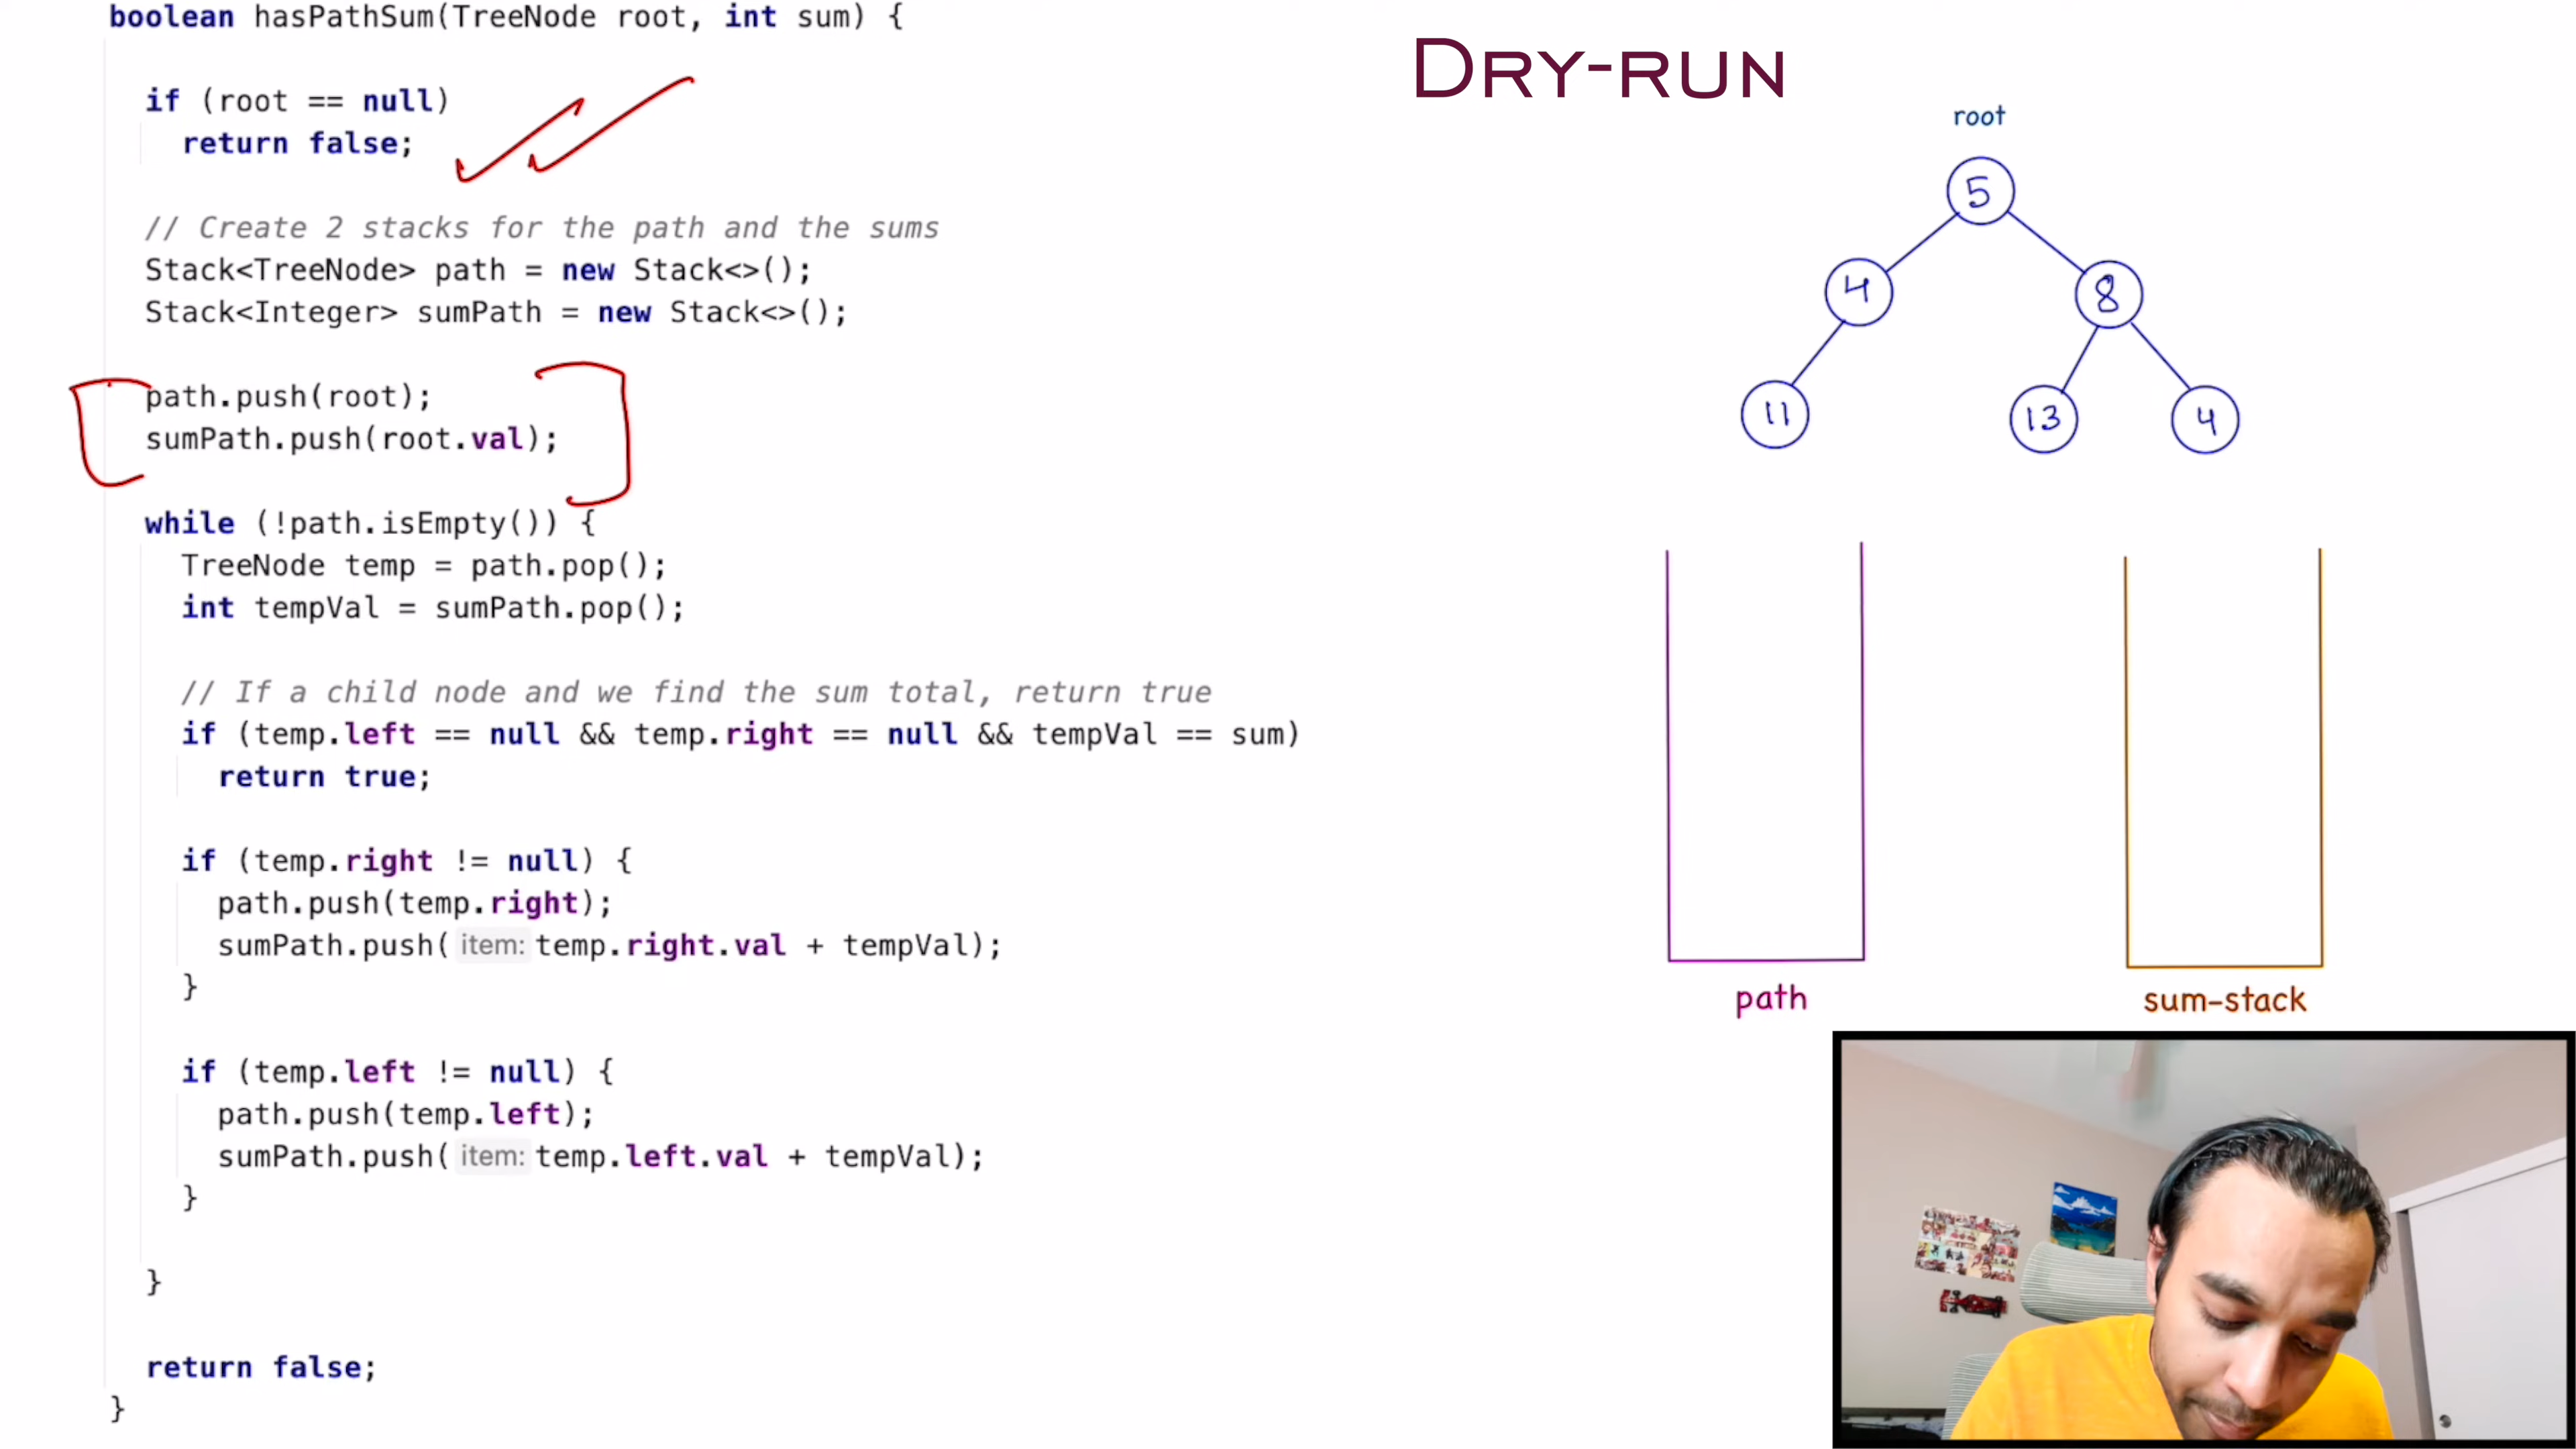 boolean hasPathSum(TreeNode root, int sum) {
if (root == null)
return false;
// Create 2 stacks for the path and the sums
Stack<TreeNode> path = new Stack<>();
Stack<Integer> sumPath = new Stack<>();
path.push(root);
sumPath.push(root.val);
while (!path.isEmpty()) {
TreeNode temp = path.pop();
int tempVal = sumPath.pop();
// If a child node and we find the sum total, return true
if (temp.left == null && temp.right == null && tempVal == sum)
return true;
if (temp.right != null) {
path.push(temp.right);
sumPath.push( item: temp.right.val + tempVal);
}
if (temp.left != null) {
path.push(temp.left);
sumPath.push( item: temp.left.val + tempVal);
}
}
return false;
}
DRY-RUN
root
5
4
8
11
13
4
path
sum-stack